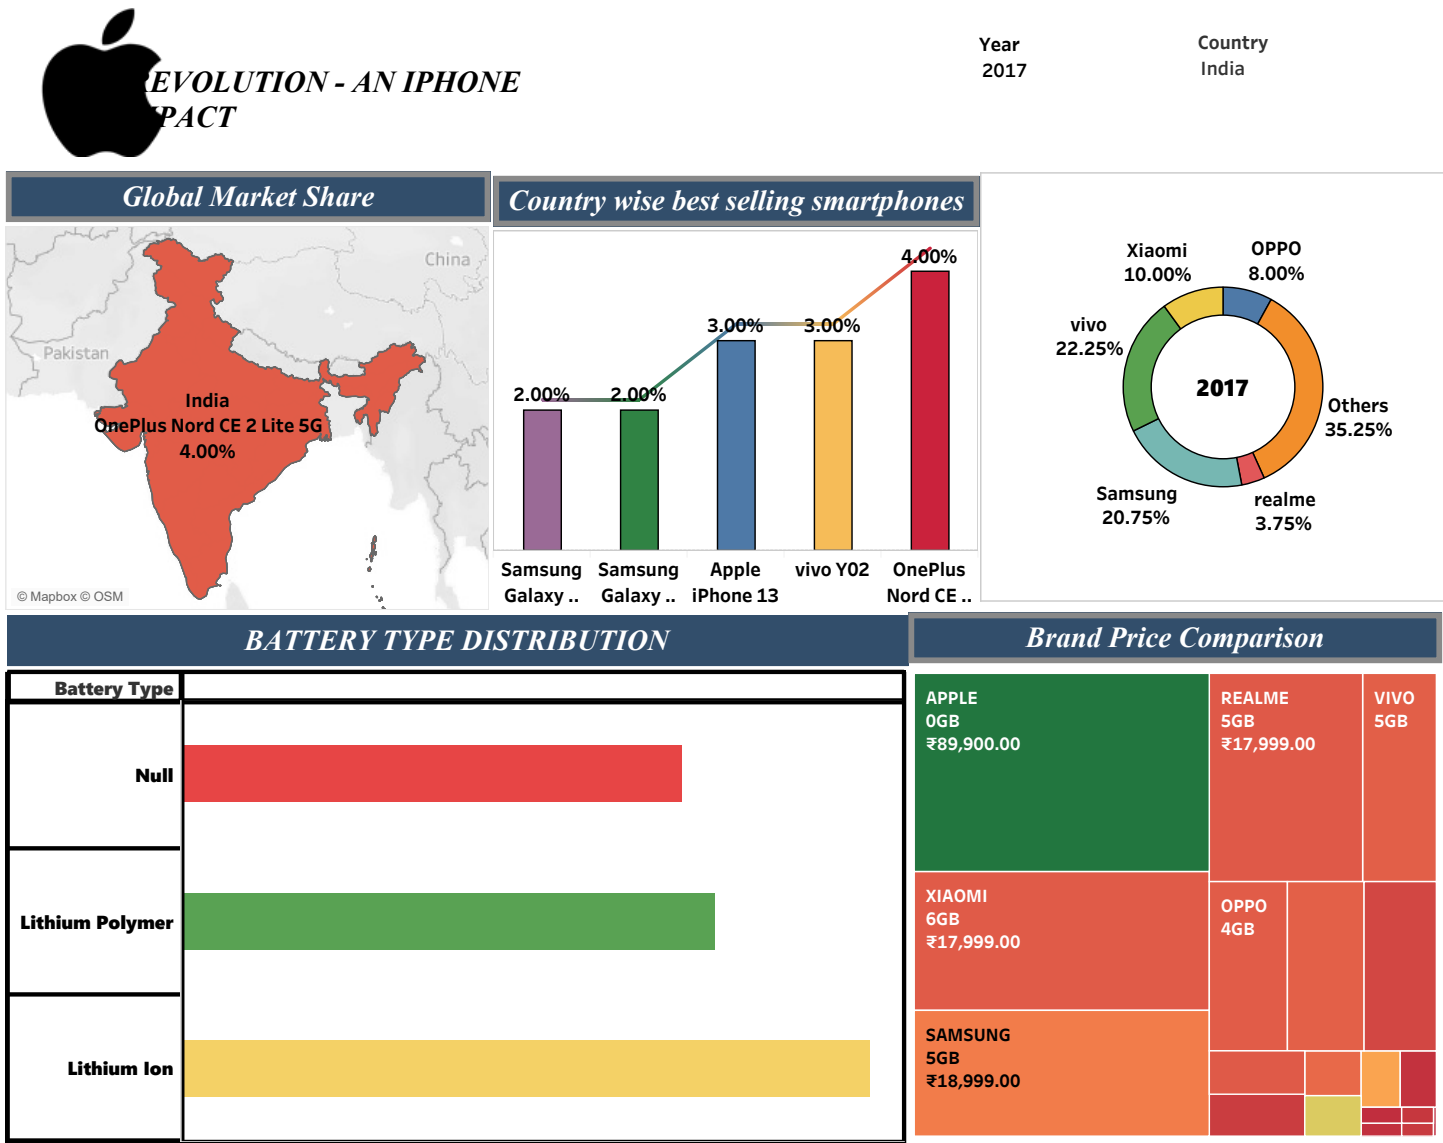 REVOLUTION - AN IPHONE
PACT
Year
2017
Country
India
Global Market Share
China
Pakistan
India
OnePlus Nord CE 2 Lite 5G
4.00%
© Mapbox © OSM
Country wise best selling smartphones
2.00%
2.00%
3.00%
3.00%
4.00%
Samsung
Galaxy ..
Samsung
Galaxy ..
Apple
iPhone 13
vivo Y02
OnePlus
Nord CE ..
Xiaomi
10.00%
OPPO
8.00%
vivo
22.25%
2017
Others
35.25%
Samsung
20.75%
realme
3.75%
BATTERY TYPE DISTRIBUTION
Battery Type
Null
Lithium Polymer
Lithium Ion
Brand Price Comparison
APPLE
0GB
₹89,900.00
REALME
5GB
₹17,999.00
VIVO
5GB
XIAOMI
6GB
₹17,999.00
OPPO
4GB
SAMSUNG
5GB
₹18,999.00